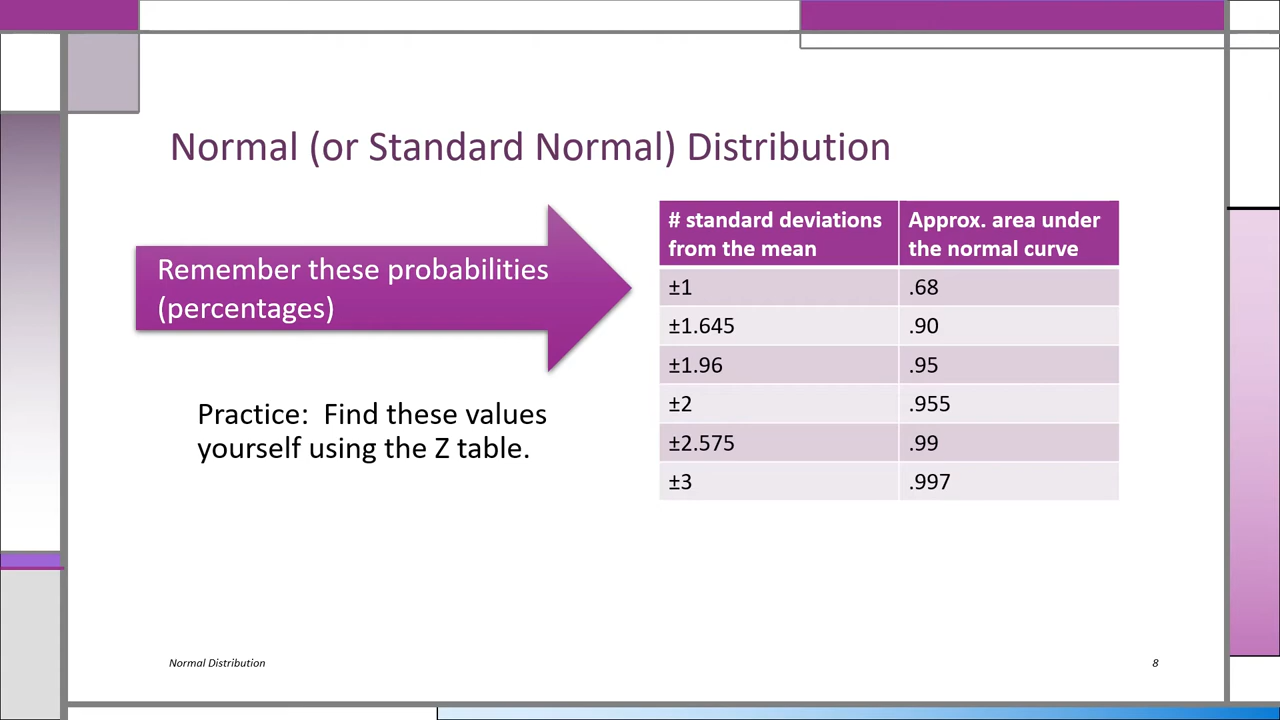 Normal (or Standard Normal) Distribution
Remember these probabilities
(percentages)
Practice:  Find these values
yourself using the Z table.
# standard deviations from the mean | Approx. area under the normal curve
±1 | .68
±1.645 | .90
±1.96 | .95
±2 | .955
±2.575 | .99
±3 | .997
Normal Distribution
8